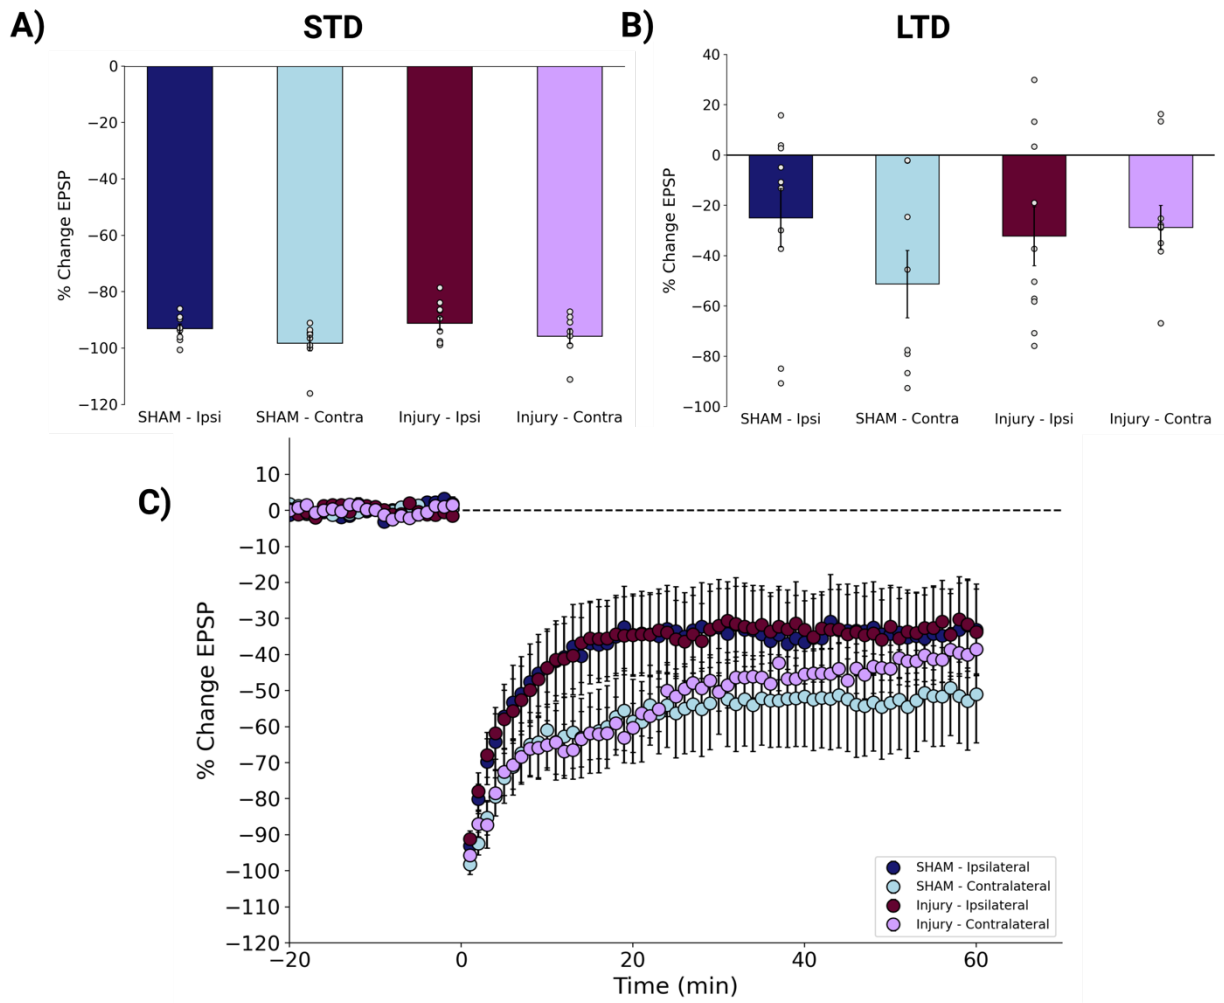 A)
STD
B)
LTD
% Change EPSP
0
−20
−40
−60
−80
−100
−120
SHAM - Ipsi
SHAM - Contra
Injury - Ipsi
Injury - Contra
% Change EPSP
40
20
0
−20
−40
−60
−80
−100
SHAM - Ipsi
SHAM - Contra
Injury - Ipsi
Injury - Contra
C)
% Change EPSP
10
0
−10
−20
−30
−40
−50
−60
−70
−80
−90
−100
−110
−120
SHAM - Ipsilateral
SHAM - Contralateral
Injury - Ipsilateral
Injury - Contralateral
−20
0
20
40
60
Time (min)